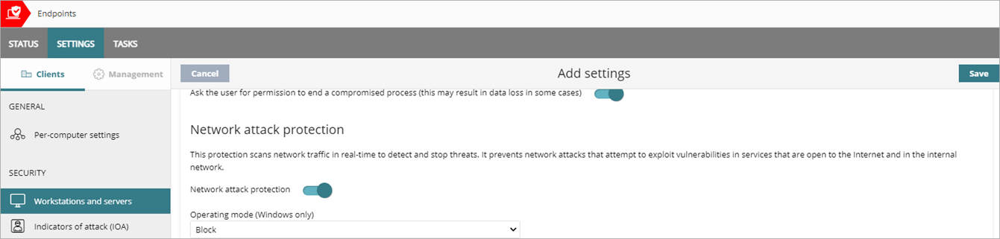 Endpoints
STATUS SETTINGS TASKS
Clients Management
Cancel Add settings Save
Ask the user for permission to end a compromised process (this may result in data loss in some cases)
GENERAL
Per-computer settings
SECURITY
Workstations and servers
Indicators of attack (IOA)
Network attack protection
This protection scans network traffic in real-time to detect and stop threats. It prevents network attacks that attempt to exploit vulnerabilities in services that are open to the Internet and in the internal
network.
Network attack protection
Operating mode (Windows only)
Block